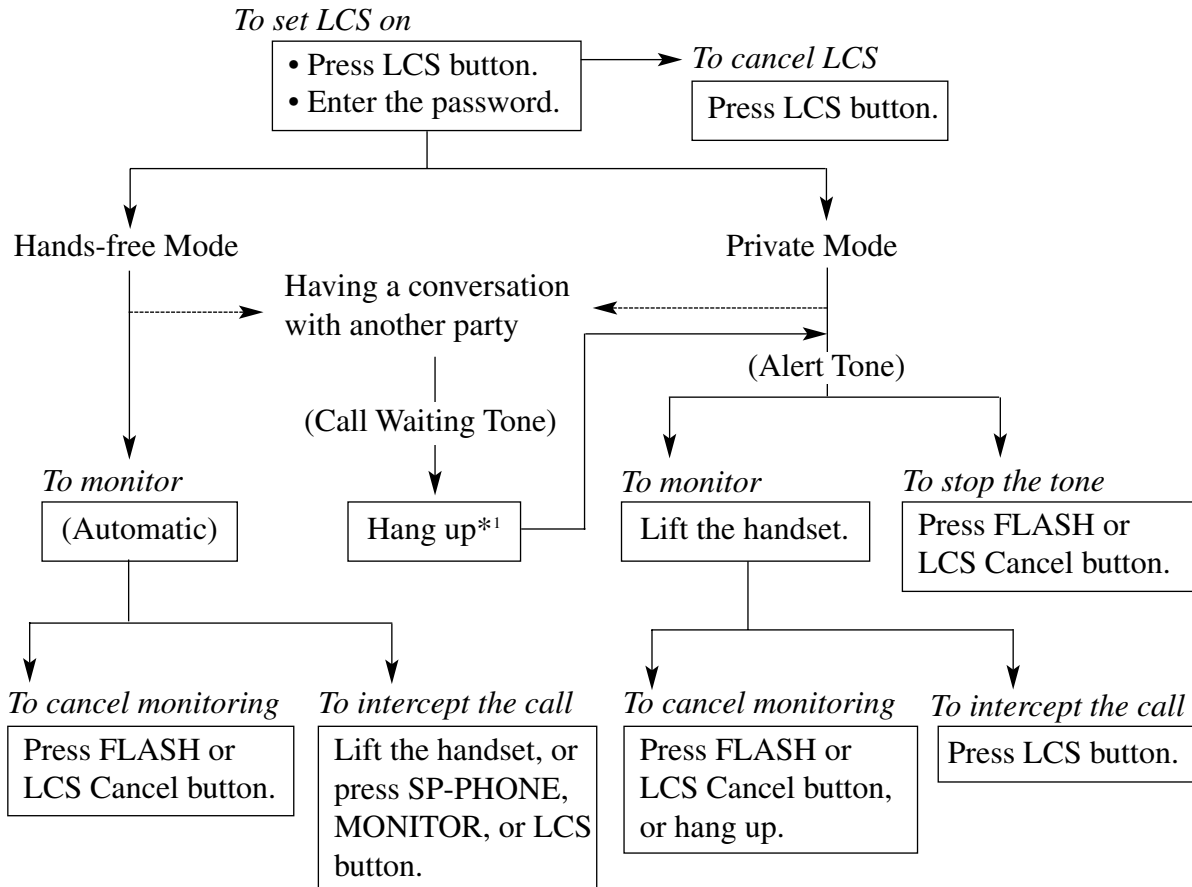 To set LCS on
• Press LCS button.
• Enter the password.
To cancel LCS
Press LCS button.
Hands-free Mode
Private Mode
Having a conversation
with another party
(Alert Tone)
(Call Waiting Tone)
To monitor
(Automatic)
Hang up*1
To monitor
Lift the handset.
To stop the tone
Press FLASH or
LCS Cancel button.
To cancel monitoring
Press FLASH or
LCS Cancel button.
To intercept the call
Lift the handset, or
press SP-PHONE,
MONITOR, or LCS
button.
To cancel monitoring
Press FLASH or
LCS Cancel button,
or hang up.
To intercept the call
Press LCS button.